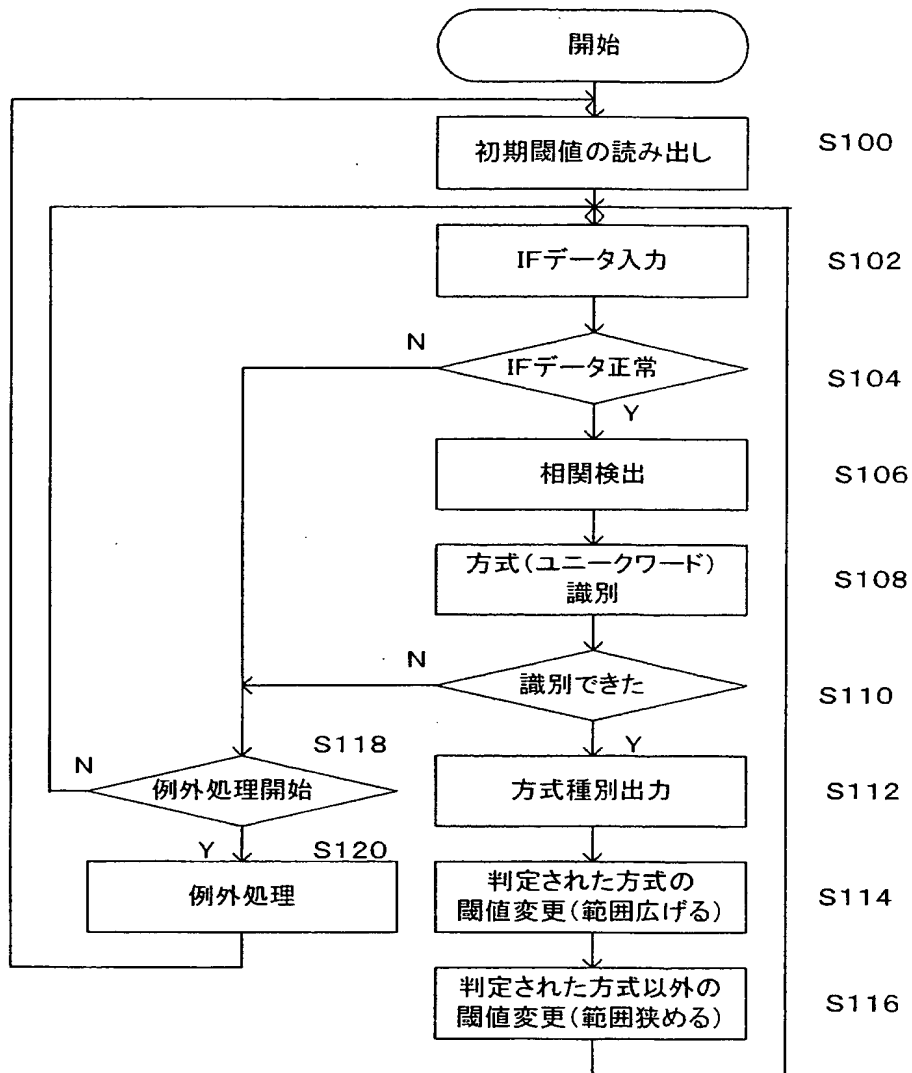 開始
初期閾値の読み出し
S100
IFデータ入力
S102
N
IFデータ正常
S104
Y
相関検出
S106
方式(ユニークワード)
識別
S108
N
識別できた
S110
Y
S118
N
例外処理開始
方式種別出力
S112
Y
S120
例外処理
判定された方式の
閾値変更(範囲広げる)
S114
判定された方式以外の
閾値変更(範囲狭める)
S116